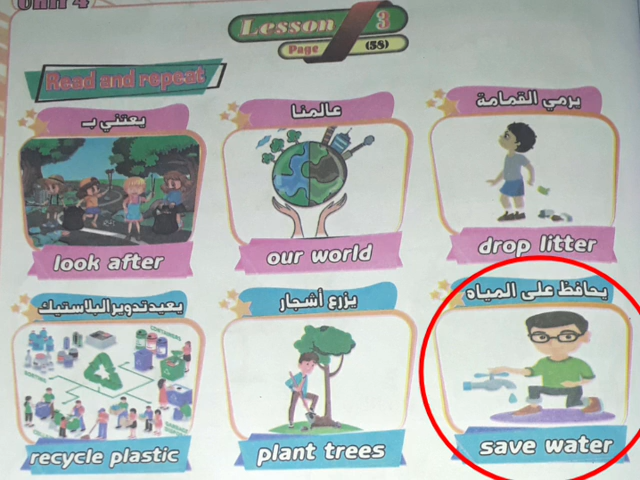 UNIT 4
Lesson 3
Page (58)
Read and repeat
يعتني بـ
عالمنا
يرمي القمامة
look after
our world
drop litter
يعيد تدوير البلاستيك
يزرع أشجار
يحافظ على المياه
recycle plastic
plant trees
save water